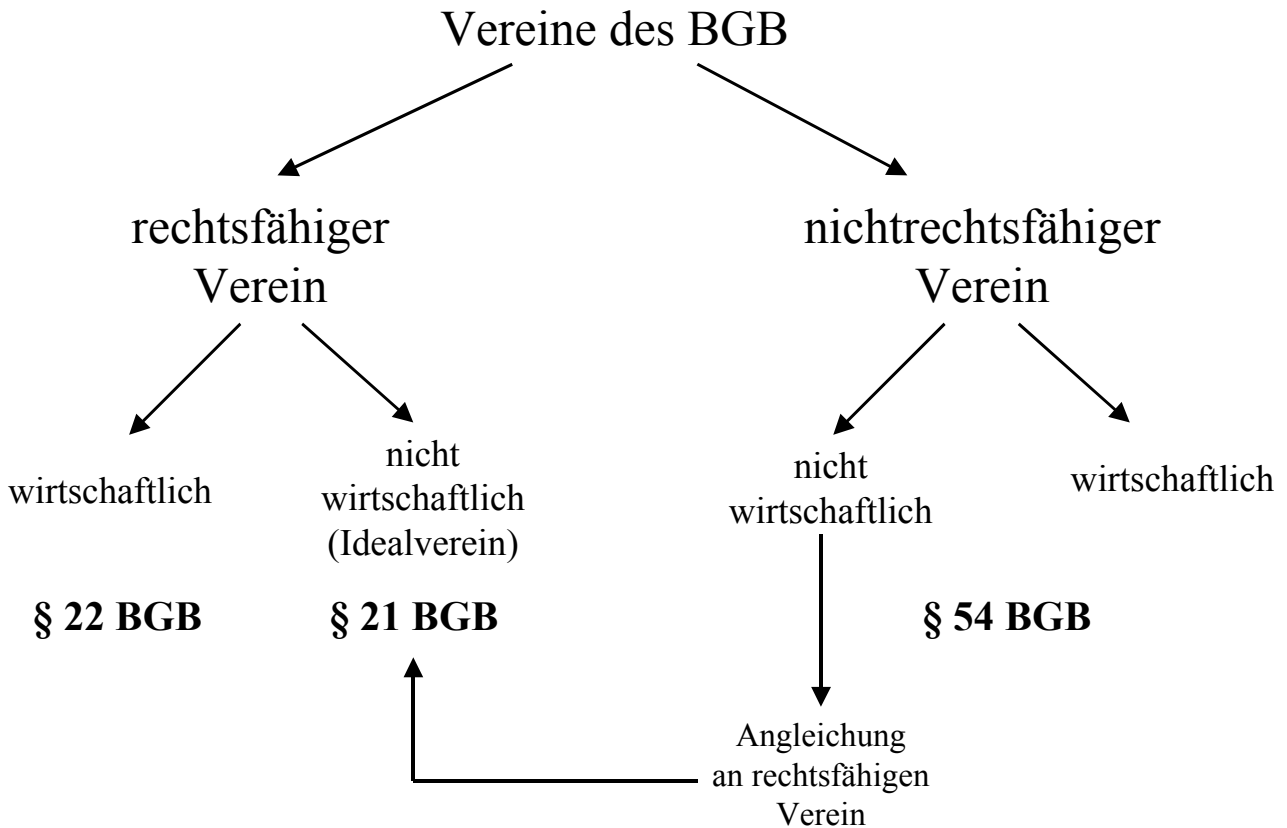 Vereine des BGB
rechtsfähiger
Verein
nichtrechtsfähiger
Verein
wirtschaftlich
nicht
wirtschaftlich
(Idealverein)
nicht
wirtschaftlich
wirtschaftlich
§ 22 BGB
§ 21 BGB
§ 54 BGB
Angleichung
an rechtsfähigen
Verein